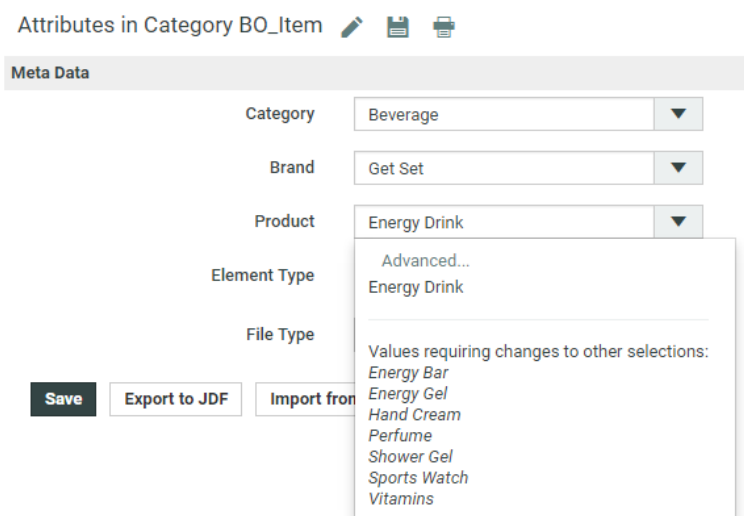 Attributes in Category BO_Item
Meta Data
Category
Beverage
Brand
Get Set
Product
Energy Drink
Advanced...
Energy Drink
Element Type
File Type
Values requiring changes to other selections:
Energy Bar
Energy Gel
Hand Cream
Perfume
Shower Gel
Sports Watch
Vitamins
Save
Export to JDF
Import from